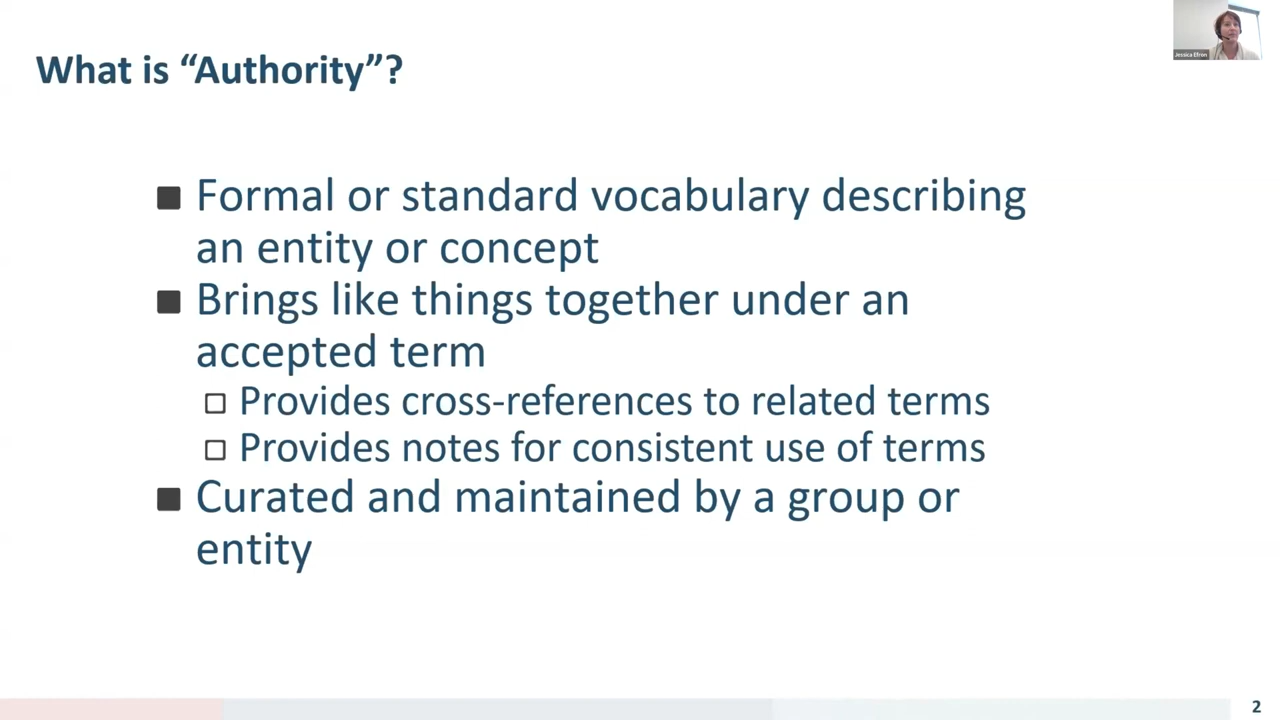 What is “Authority”?
Jessica Efron
■ Formal or standard vocabulary describing
an entity or concept
■ Brings like things together under an
accepted term
□ Provides cross-references to related terms
□ Provides notes for consistent use of terms
■ Curated and maintained by a group or
entity
2